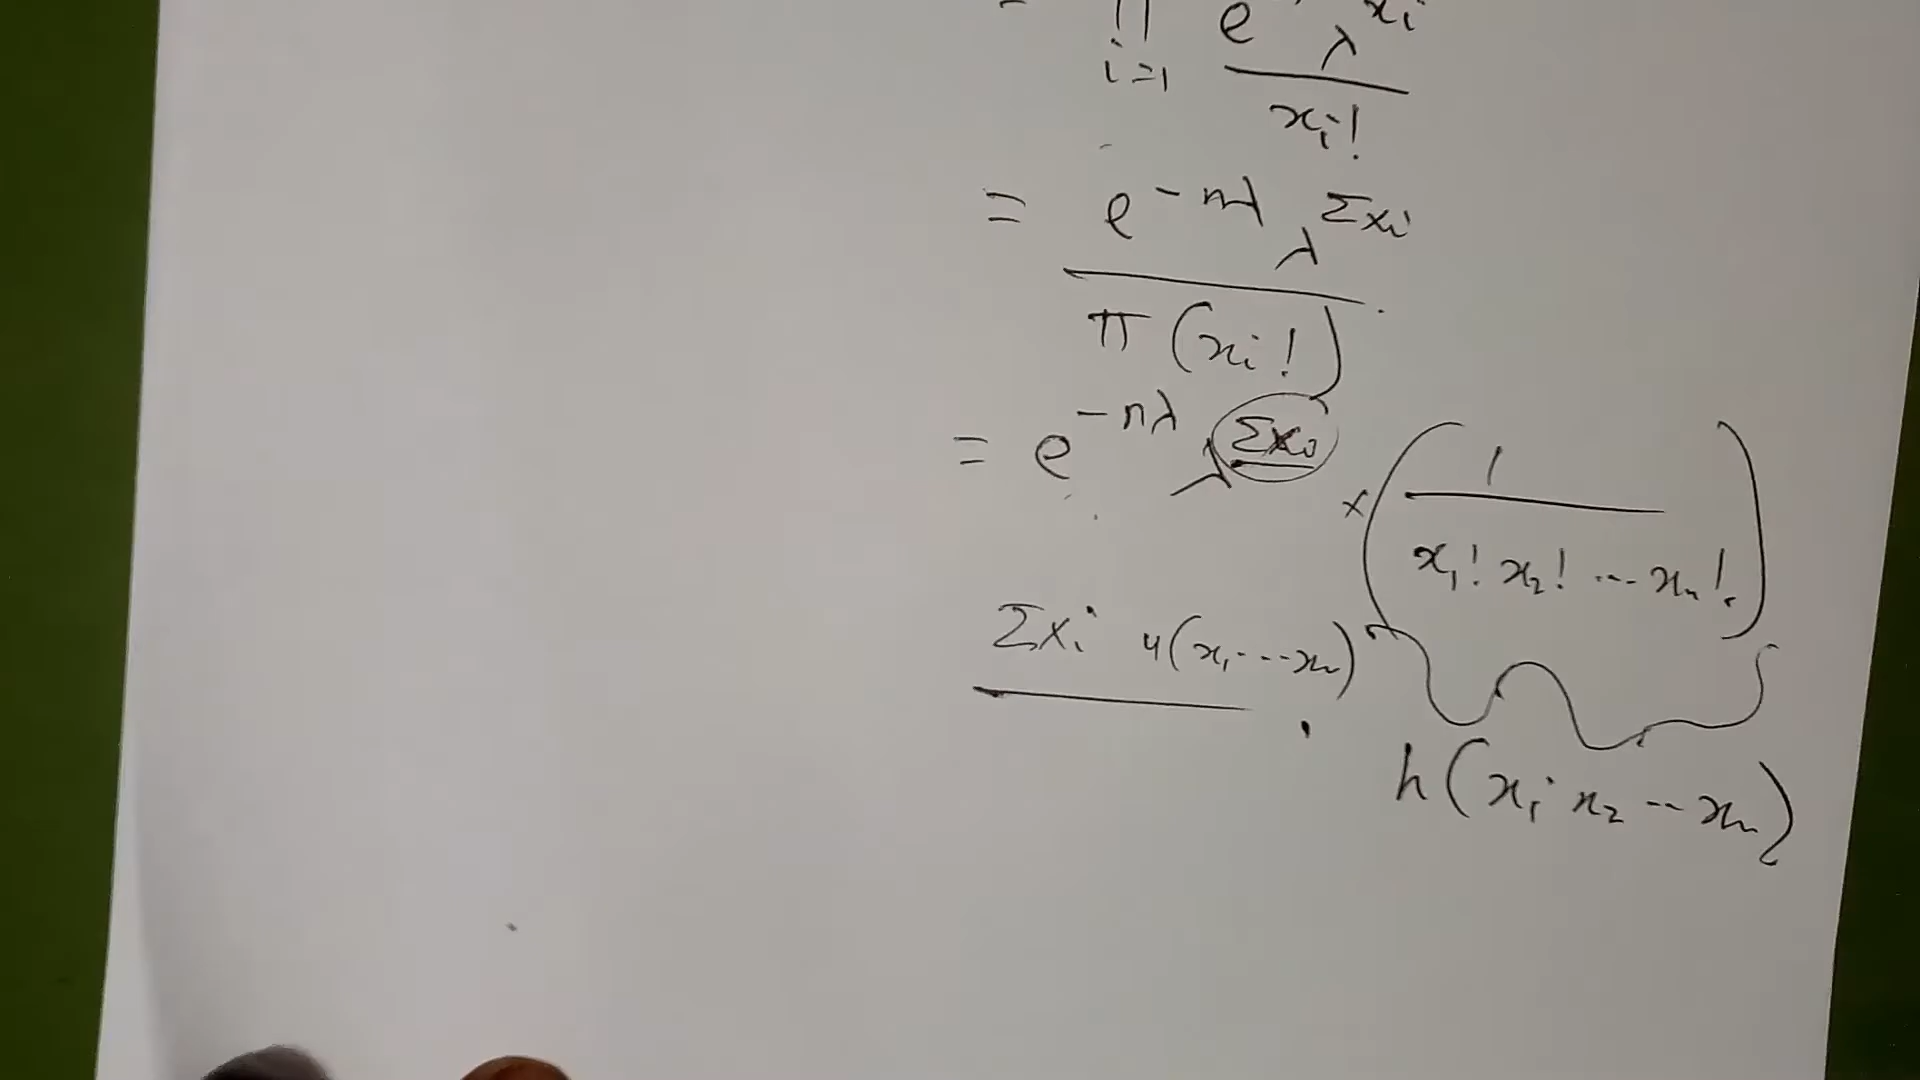 = Π e λ^xi
i=1 xi!
= e^-nλ λ^Σxi
π (xi!)
= e^-nλ λ^Σxi × ( 1
x1! x2! ... xn! )
Σxi u(x1...xn)
h(x1 x2 -- xn)